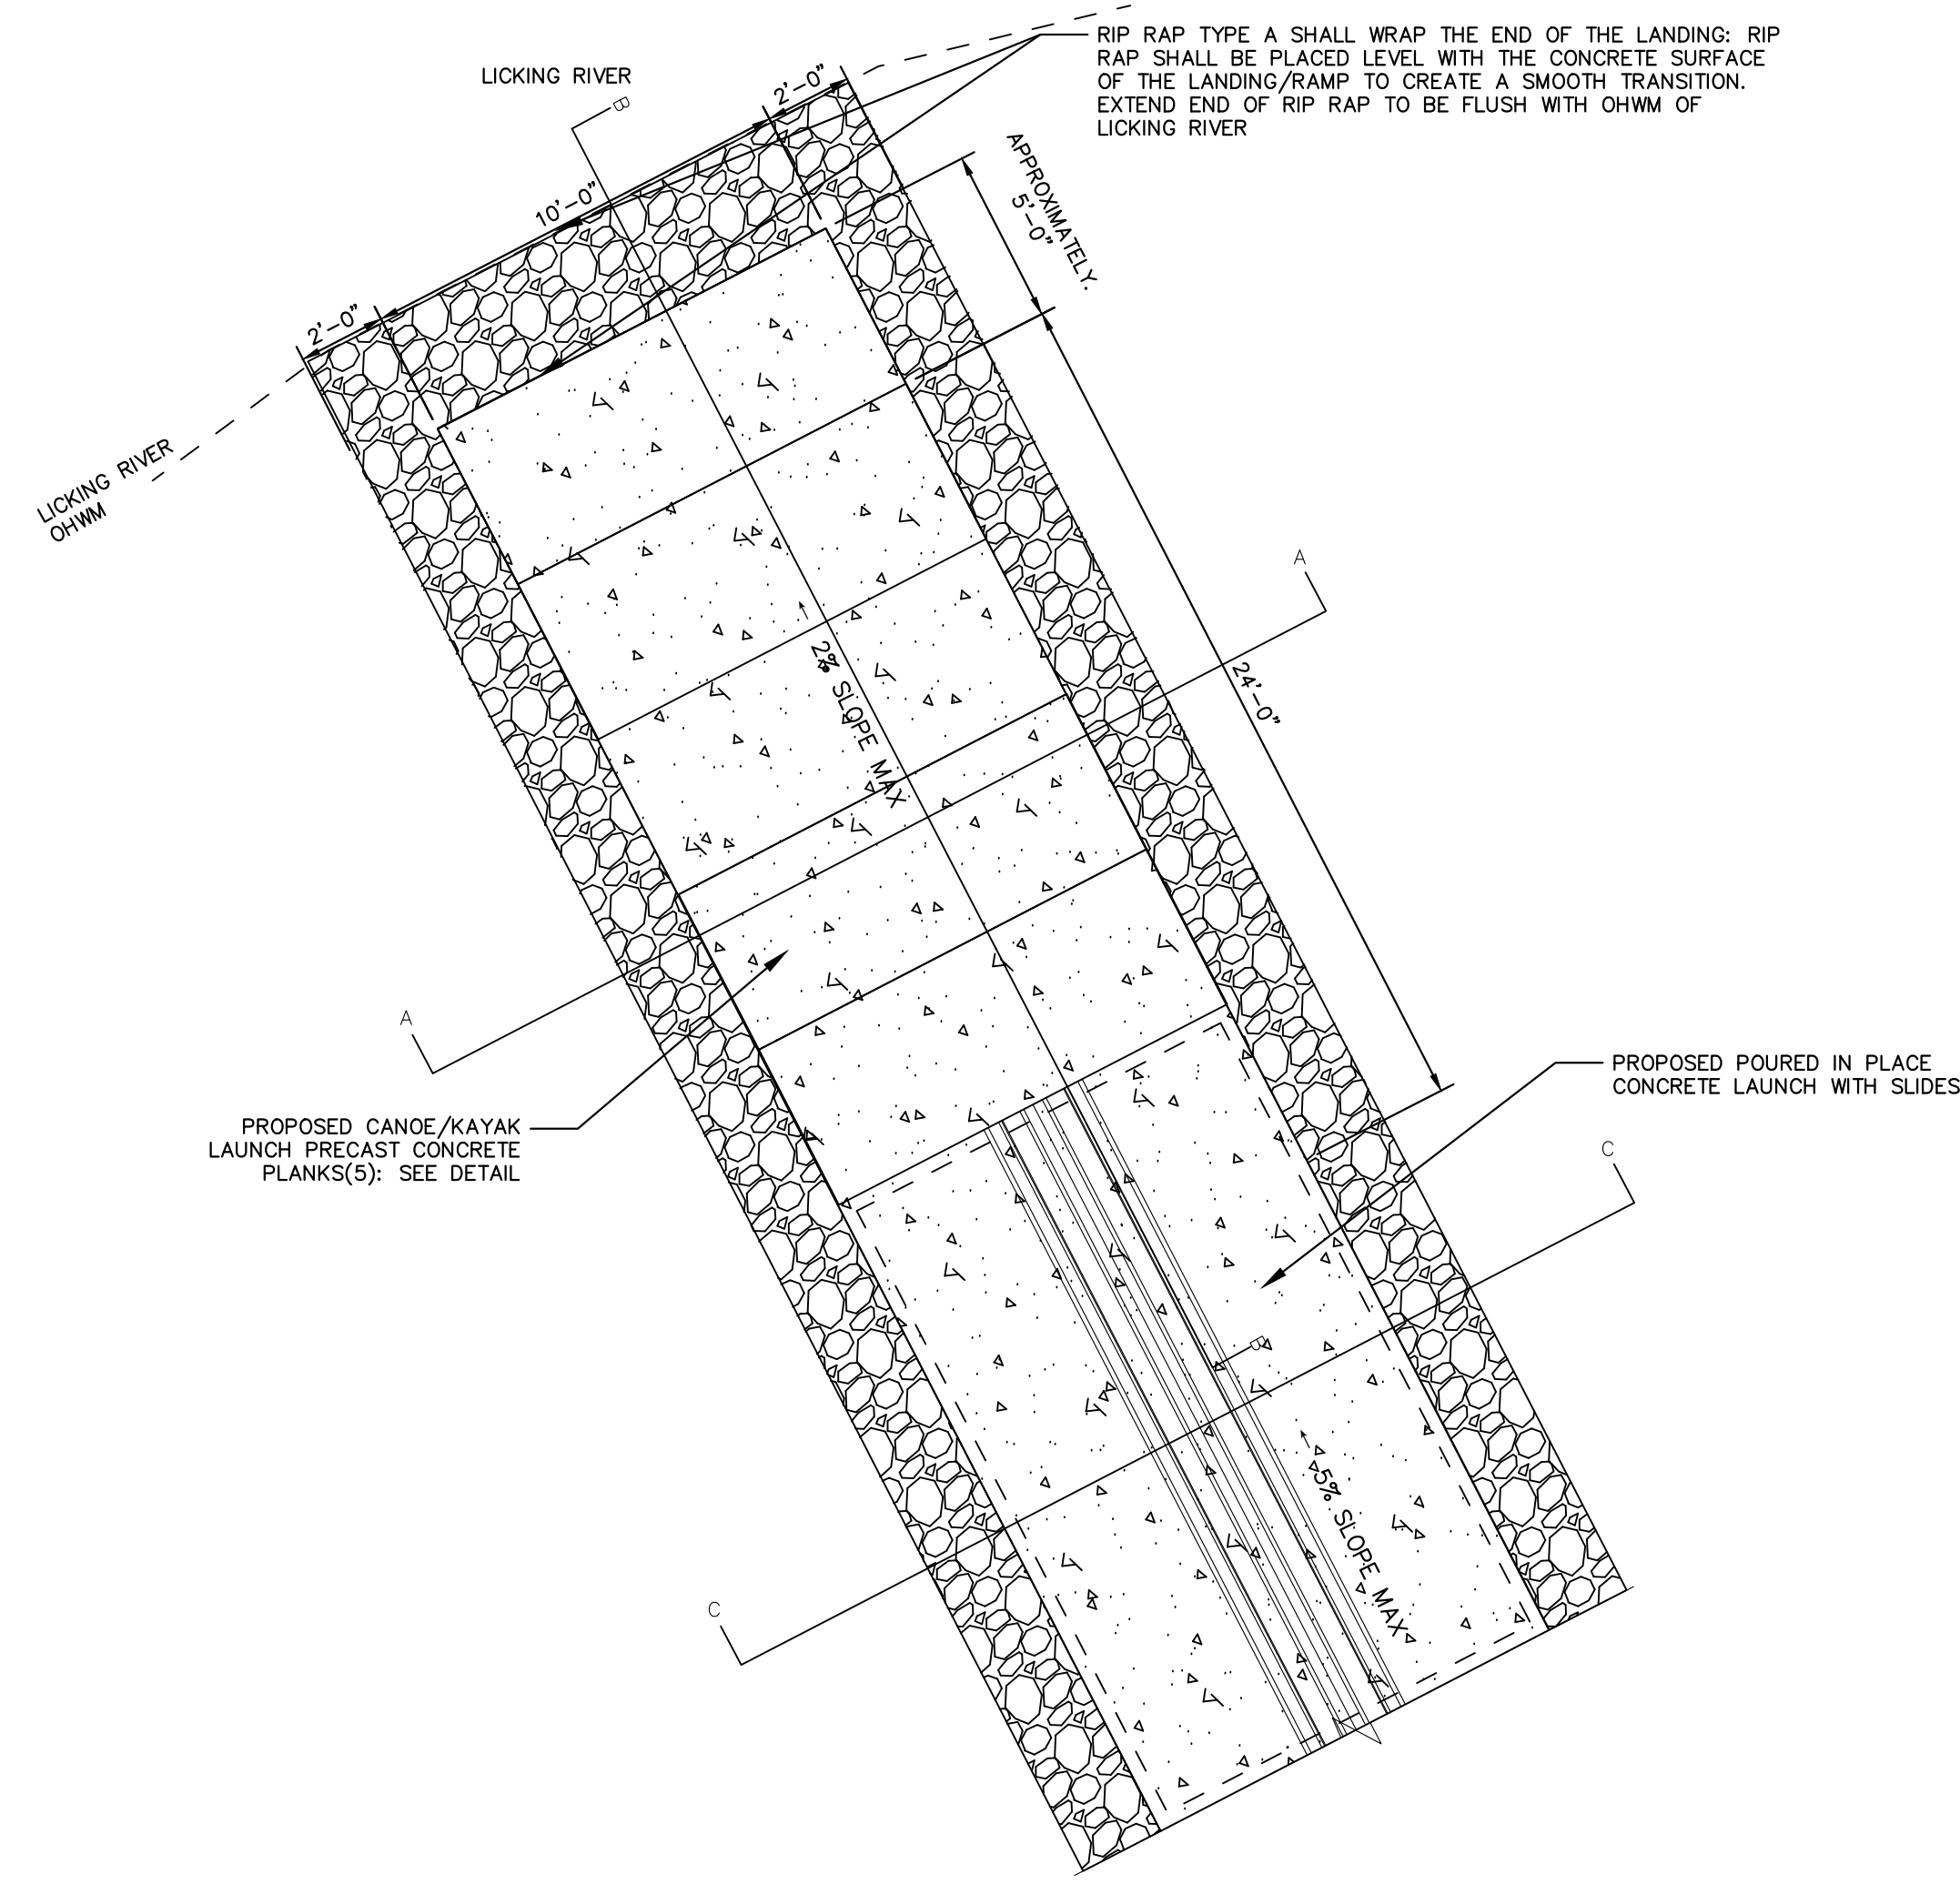 RIP RAP TYPE A SHALL WRAP THE END OF THE LANDING: RIP
RAP SHALL BE PLACED LEVEL WITH THE CONCRETE SURFACE
OF THE LANDING/RAMP TO CREATE A SMOOTH TRANSITION.
EXTEND END OF RIP RAP TO BE FLUSH WITH OHWM OF
LICKING RIVER
LICKING RIVER
B
2'-0"
10'-0"
2'-0"
APPROXIMATELY.
5'-0"
LICKING RIVER
OHWM
A
2% SLOPE MAX
24'-0"
A
PROPOSED POURED IN PLACE
CONCRETE LAUNCH WITH SLIDES
PROPOSED CANOE/KAYAK
LAUNCH PRECAST CONCRETE
PLANKS(5): SEE DETAIL
C
B
5% SLOPE MAX
C